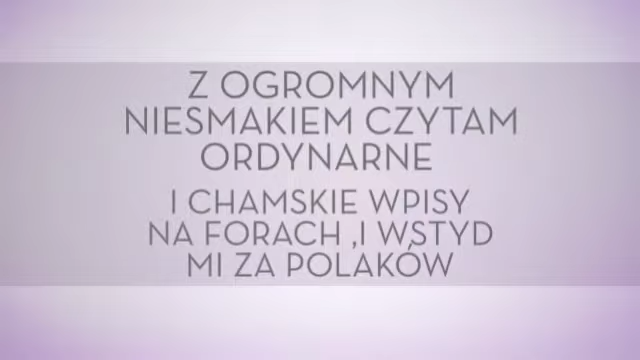 Z OGROMNYM
NIESMAKIEM CZYTAM
ORDYNARNE
I CHAMSKIE WPISY
NA FORACH ,I WSTYD
MI ZA POLAKÓW